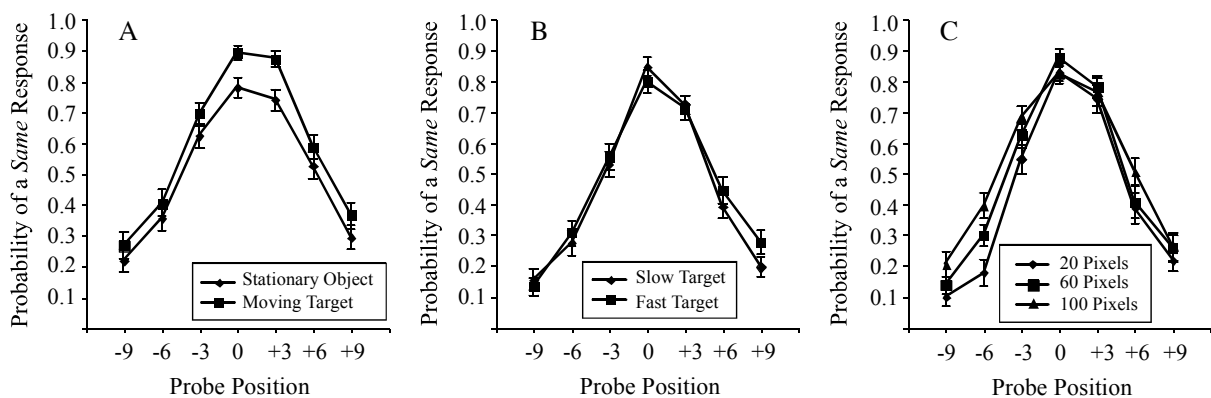 A
Probability of a Same Response
1.0
0.9
0.8
0.7
0.6
0.5
0.4
0.3
0.2
0.1
Stationary Object
Moving Target
-9 -6 -3 0 +3 +6 +9
Probe Position
B
Probability of a Same Response
1.0
0.9
0.8
0.7
0.6
0.5
0.4
0.3
0.2
0.1
Slow Target
Fast Target
-9 -6 -3 0 +3 +6 +9
Probe Position
C
Probability of a Same Response
1.0
0.9
0.8
0.7
0.6
0.5
0.4
0.3
0.2
0.1
20 Pixels
60 Pixels
100 Pixels
-9 -6 -3 0 +3 +6 +9
Probe Position